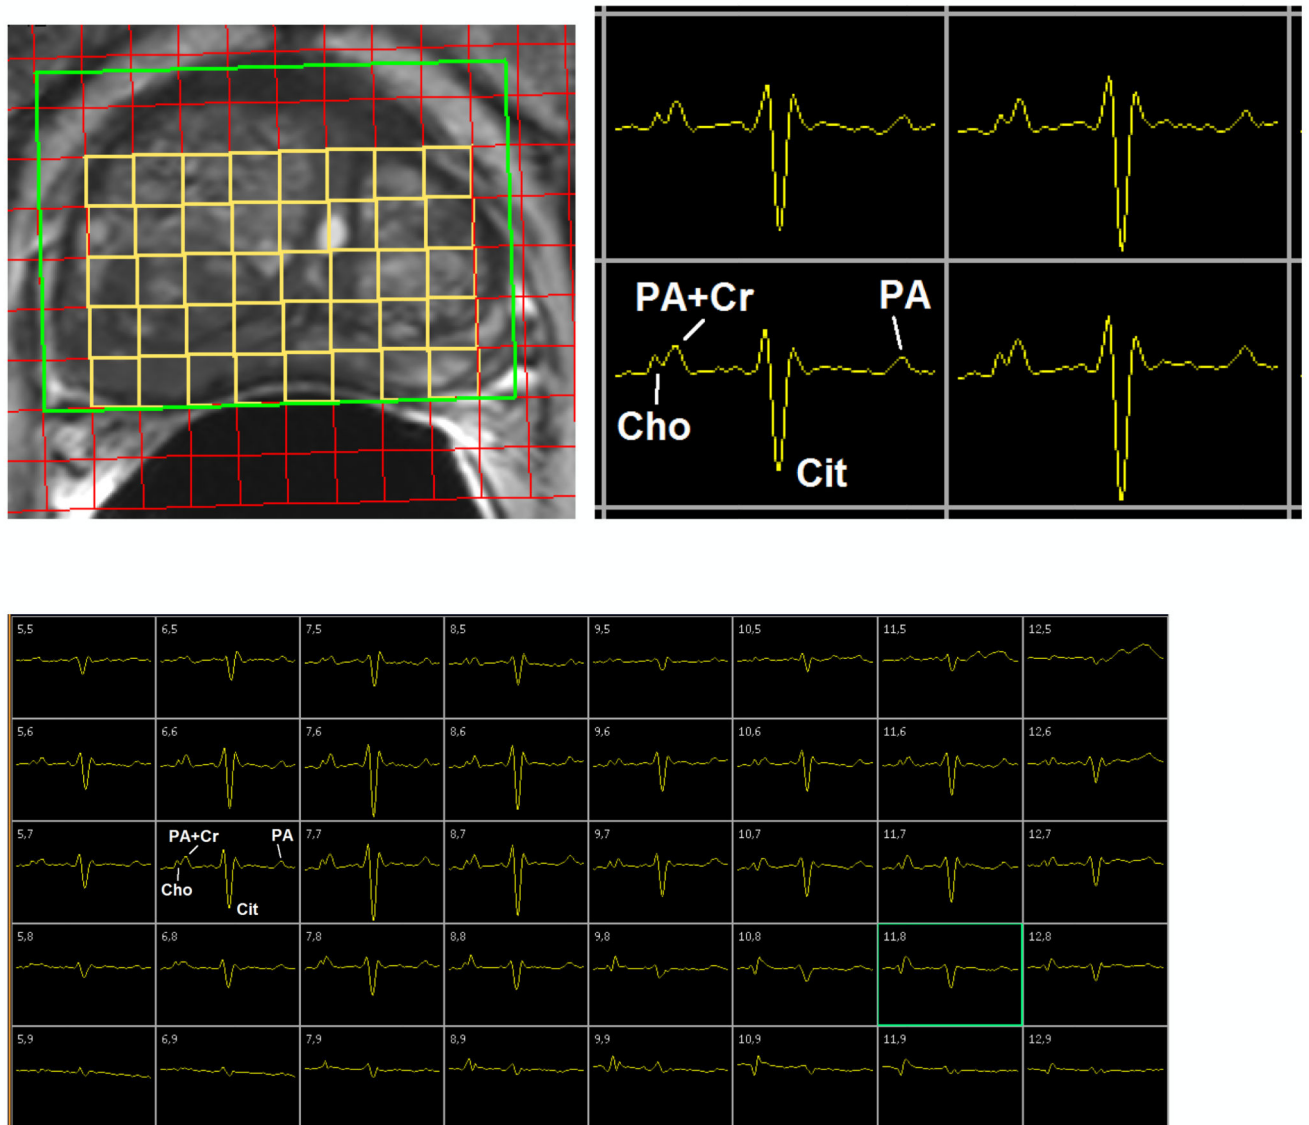 PA+Cr PA
Cho
Cit
5,5 6,5 7,5 8,5 9,5 10,5 11,5 12,5
5,6 6,6 7,6 8,6 9,6 10,6 11,6 12,6
5,7 PA+Cr PA 7,7 8,7 9,7 10,7 11,7 12,7
Cho
Cit
5,8 6,8 7,8 8,8 9,8 10,8 11,8 12,8
5,9 6,9 7,9 8,9 9,9 10,9 11,9 12,9